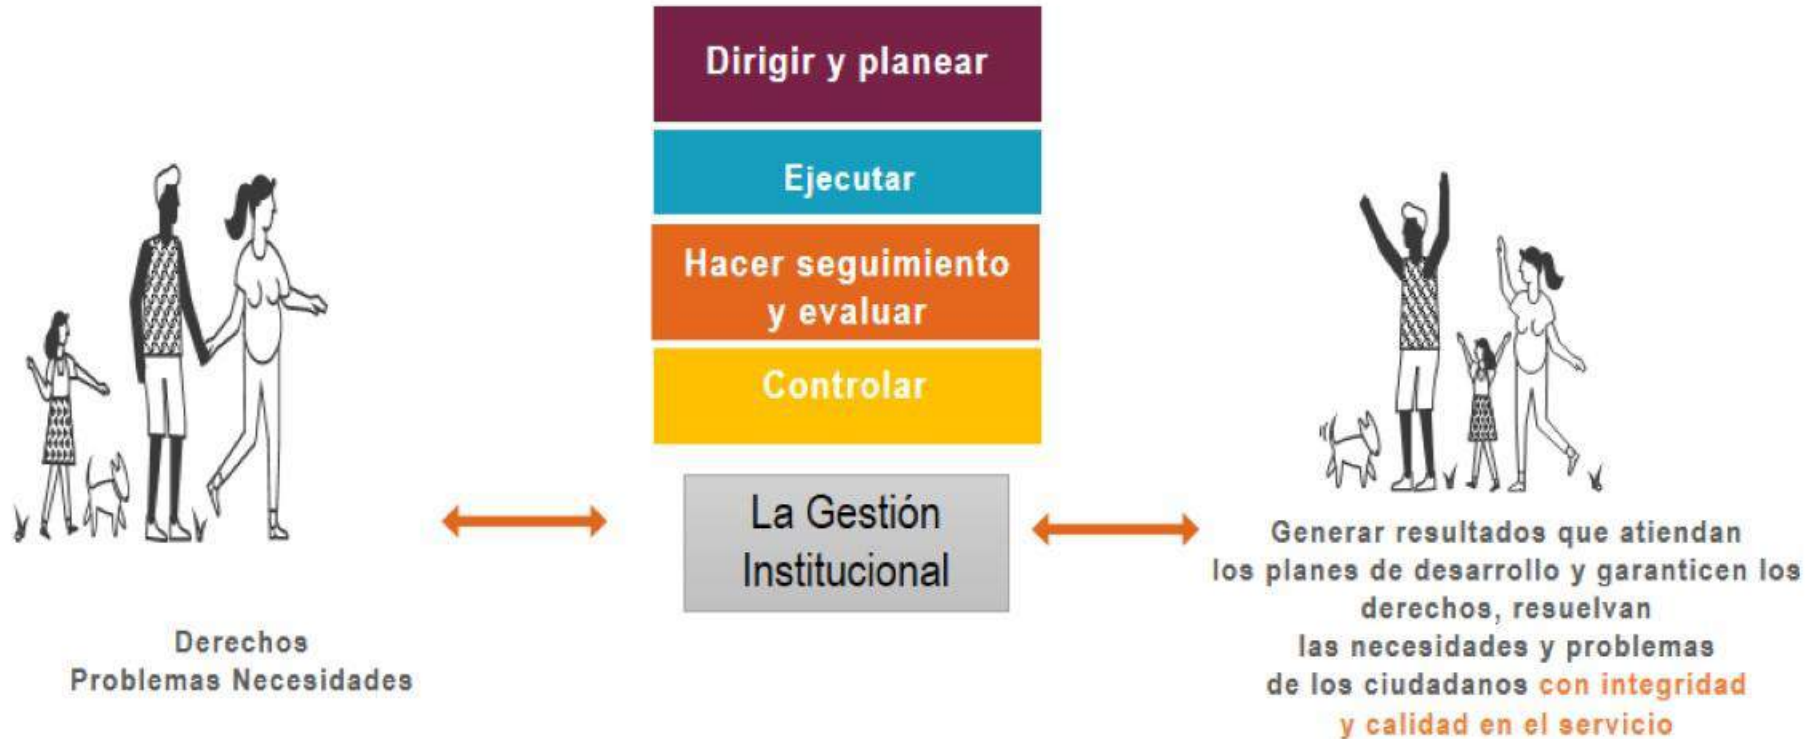 Dirigir y planear
Ejecutar
Hacer seguimiento
y evaluar
Controlar
La Gestión
Institucional
Derechos
Problemas Necesidades
Generar resultados que atiendan
los planes de desarrollo y garanticen los
derechos, resuelvan
las necesidades y problemas
de los ciudadanos con integridad
y calidad en el servicio